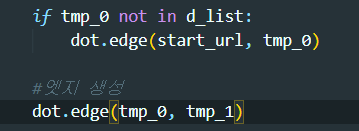 if tmp_0 not in d_list:
    dot.edge(start_url, tmp_0)
#엣지 생성
dot.edge(tmp_0, tmp_1)